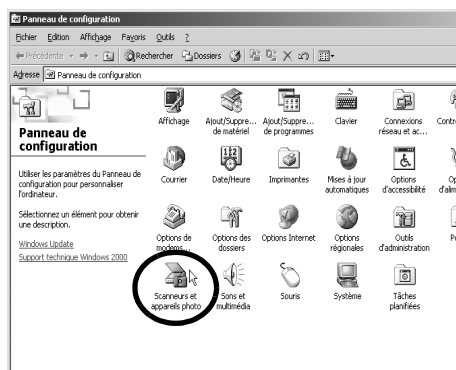 Panneau de configuration
Fichier Edition Affichage Favoris Outils ?
Précédente Rechercher Dossiers
Adresse Panneau de configuration
Panneau de
configuration
Utiliser les paramètres du Panneau de
configuration pour personnaliser
l'ordinateur.
Sélectionnez un élément pour obtenir
une description.
Windows Update
Support technique Windows 2000
Affichage
Ajout/Suppre...
de matériel
Ajout/Suppre...
de programmes
Clavier
Connexions
réseau et ac...
Courrier
Date/Heure
Imprimantes
Mises à jour
automatiques
Options
d'accessibilité
Options de
modems...
Options des
dossiers
Options Internet
Options
régionales
Outils
d'administration
Scanneurs et
appareils photo
Sons et
multimédia
Souris
Système
Tâches
planifiées